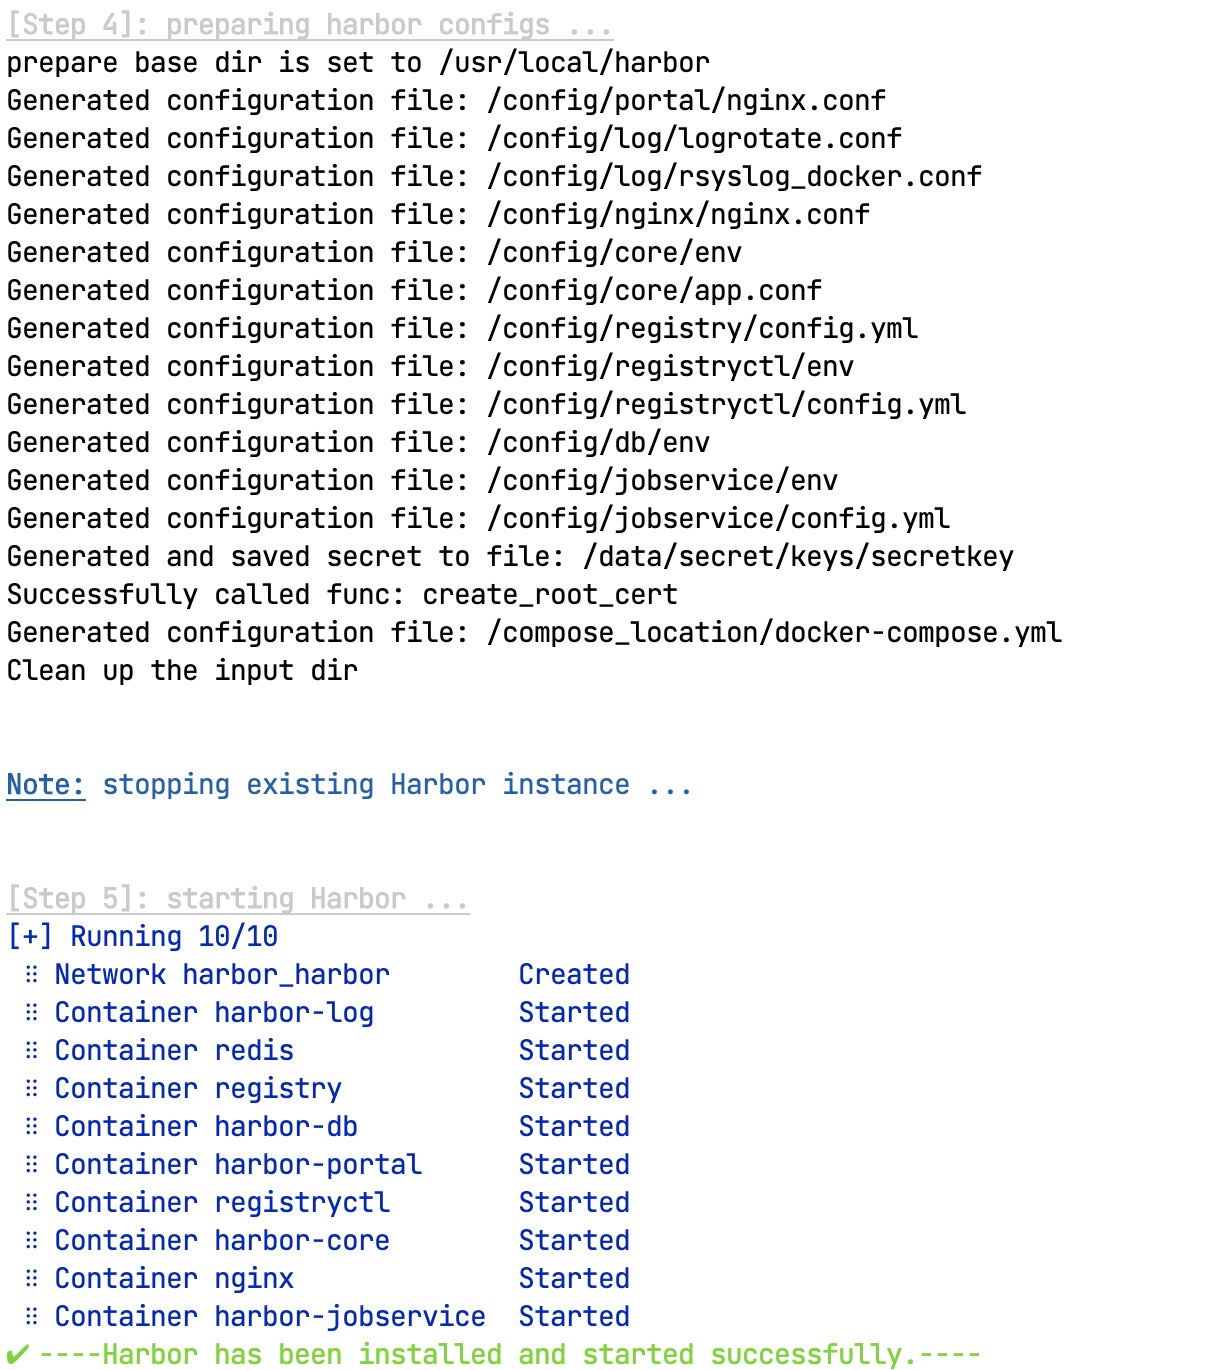 [Step 4]: preparing harbor configs ...
prepare base dir is set to /usr/local/harbor
Generated configuration file: /config/portal/nginx.conf
Generated configuration file: /config/log/logrotate.conf
Generated configuration file: /config/log/rsyslog_docker.conf
Generated configuration file: /config/nginx/nginx.conf
Generated configuration file: /config/core/env
Generated configuration file: /config/core/app.conf
Generated configuration file: /config/registry/config.yml
Generated configuration file: /config/registryctl/env
Generated configuration file: /config/registryctl/config.yml
Generated configuration file: /config/db/env
Generated configuration file: /config/jobservice/env
Generated configuration file: /config/jobservice/config.yml
Generated and saved secret to file: /data/secret/keys/secretkey
Successfully called func: create_root_cert
Generated configuration file: /compose_location/docker-compose.yml
Clean up the input dir
Note: stopping existing Harbor instance ...
[Step 5]: starting Harbor ...
[+] Running 10/10
⠿ Network harbor_harbor Created
⠿ Container harbor-log Started
⠿ Container redis Started
⠿ Container registry Started
⠿ Container harbor-db Started
⠿ Container harbor-portal Started
⠿ Container registryctl Started
⠿ Container harbor-core Started
⠿ Container nginx Started
⠿ Container harbor-jobservice Started
✔ ----Harbor has been installed and started successfully.----